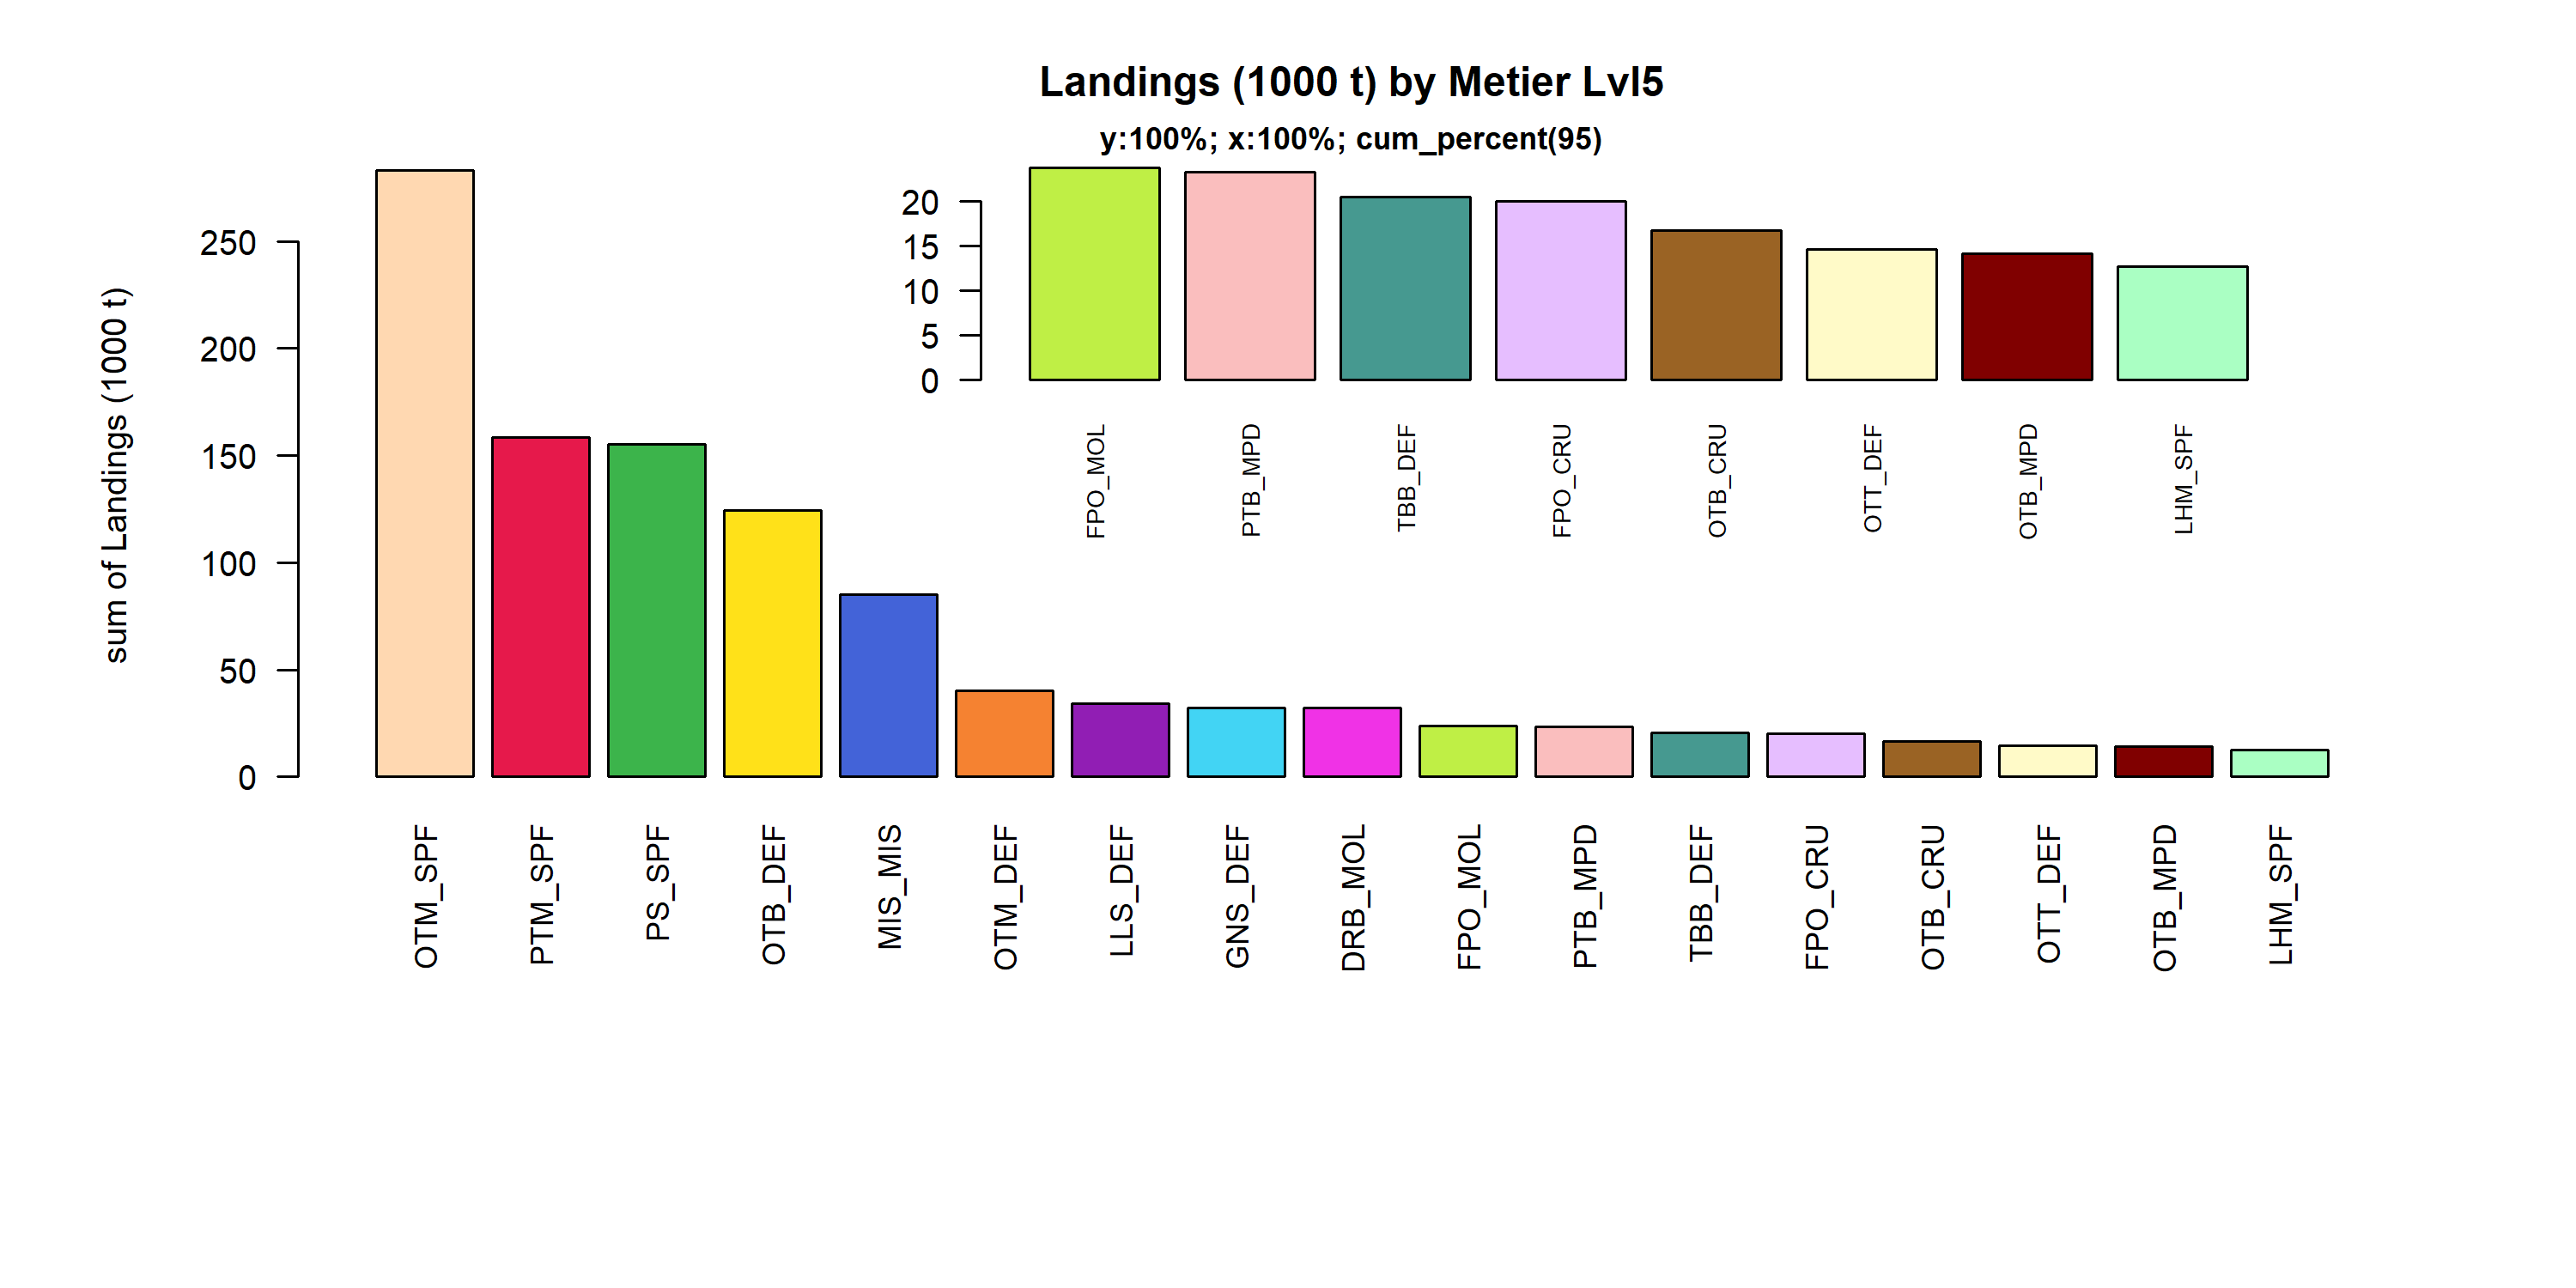 Landings (1000 t) by Metier Lvl5
y:100%; x:100%; cum_percent(95)
sum of Landings (1000 t)
250
200
150
100
50
0
OTM_SPF
PTM_SPF
PS_SPF
OTB_DEF
MIS_MIS
OTM_DEF
LLS_DEF
GNS_DEF
DRB_MOL
FPO_MOL
PTB_MPD
TBB_DEF
FPO_CRU
OTB_CRU
OTT_DEF
OTB_MPD
LHM_SPF
20
15
10
5
0
FPO_MOL
PTB_MPD
TBB_DEF
FPO_CRU
OTB_CRU
OTT_DEF
OTB_MPD
LHM_SPF